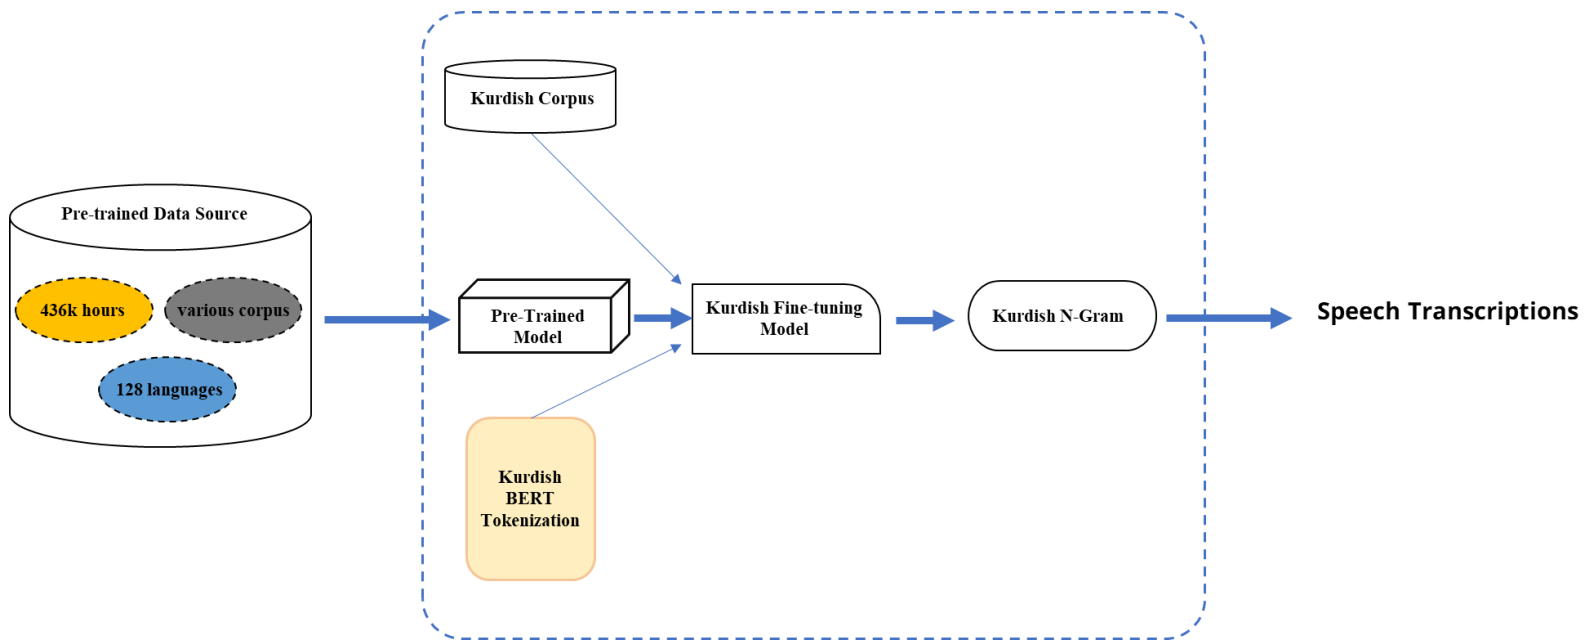 Kurdish Corpus
Pre-trained Data Source
436k hours
various corpus
128 languages
Pre-Trained
Model
Kurdish Fine-tuning
Model
Kurdish N-Gram
Speech Transcriptions
Kurdish
BERT
Tokenization